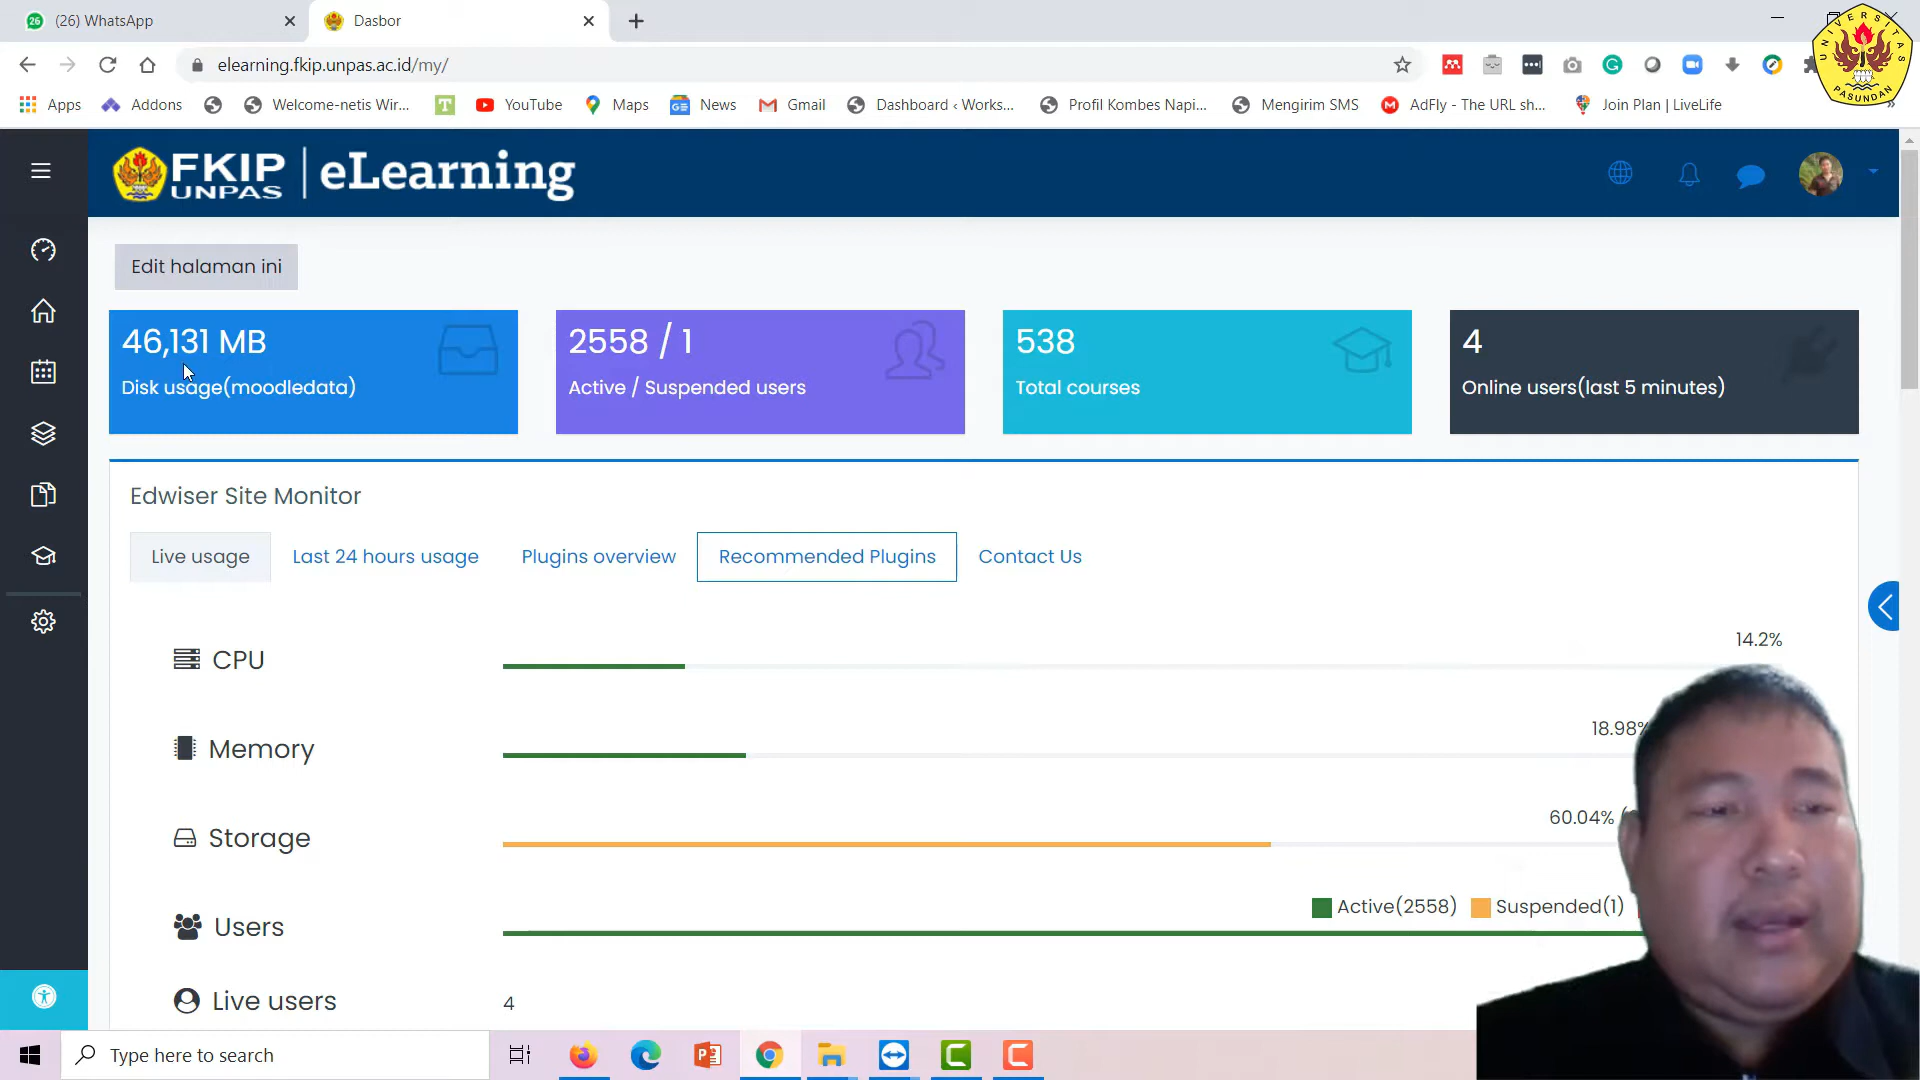 (26) WhatsApp
Dasbor
elearning.fkip.unpas.ac.id/my/
UNIVERSITAS PASUNDAN
Apps
Addons
Welcome-netis Wir...
YouTube
Maps
News
Gmail
Dashboard ‹ Works...
Profil Kombes Napi...
Mengirim SMS
AdFly - The URL sh...
Join Plan | LiveLife
FKIP UNPAS | eLearning
Edit halaman ini
46,131 MB
Disk usage(moodledata)
2558 / 1
Active / Suspended users
538
Total courses
4
Online users(last 5 minutes)
Edwiser Site Monitor
Live usage
Last 24 hours usage
Plugins overview
Recommended Plugins
Contact Us
CPU
14.2%
Memory
18.98%
Storage
60.04%
Users
Active(2558)
Suspended(1)
Live users
4
Type here to search